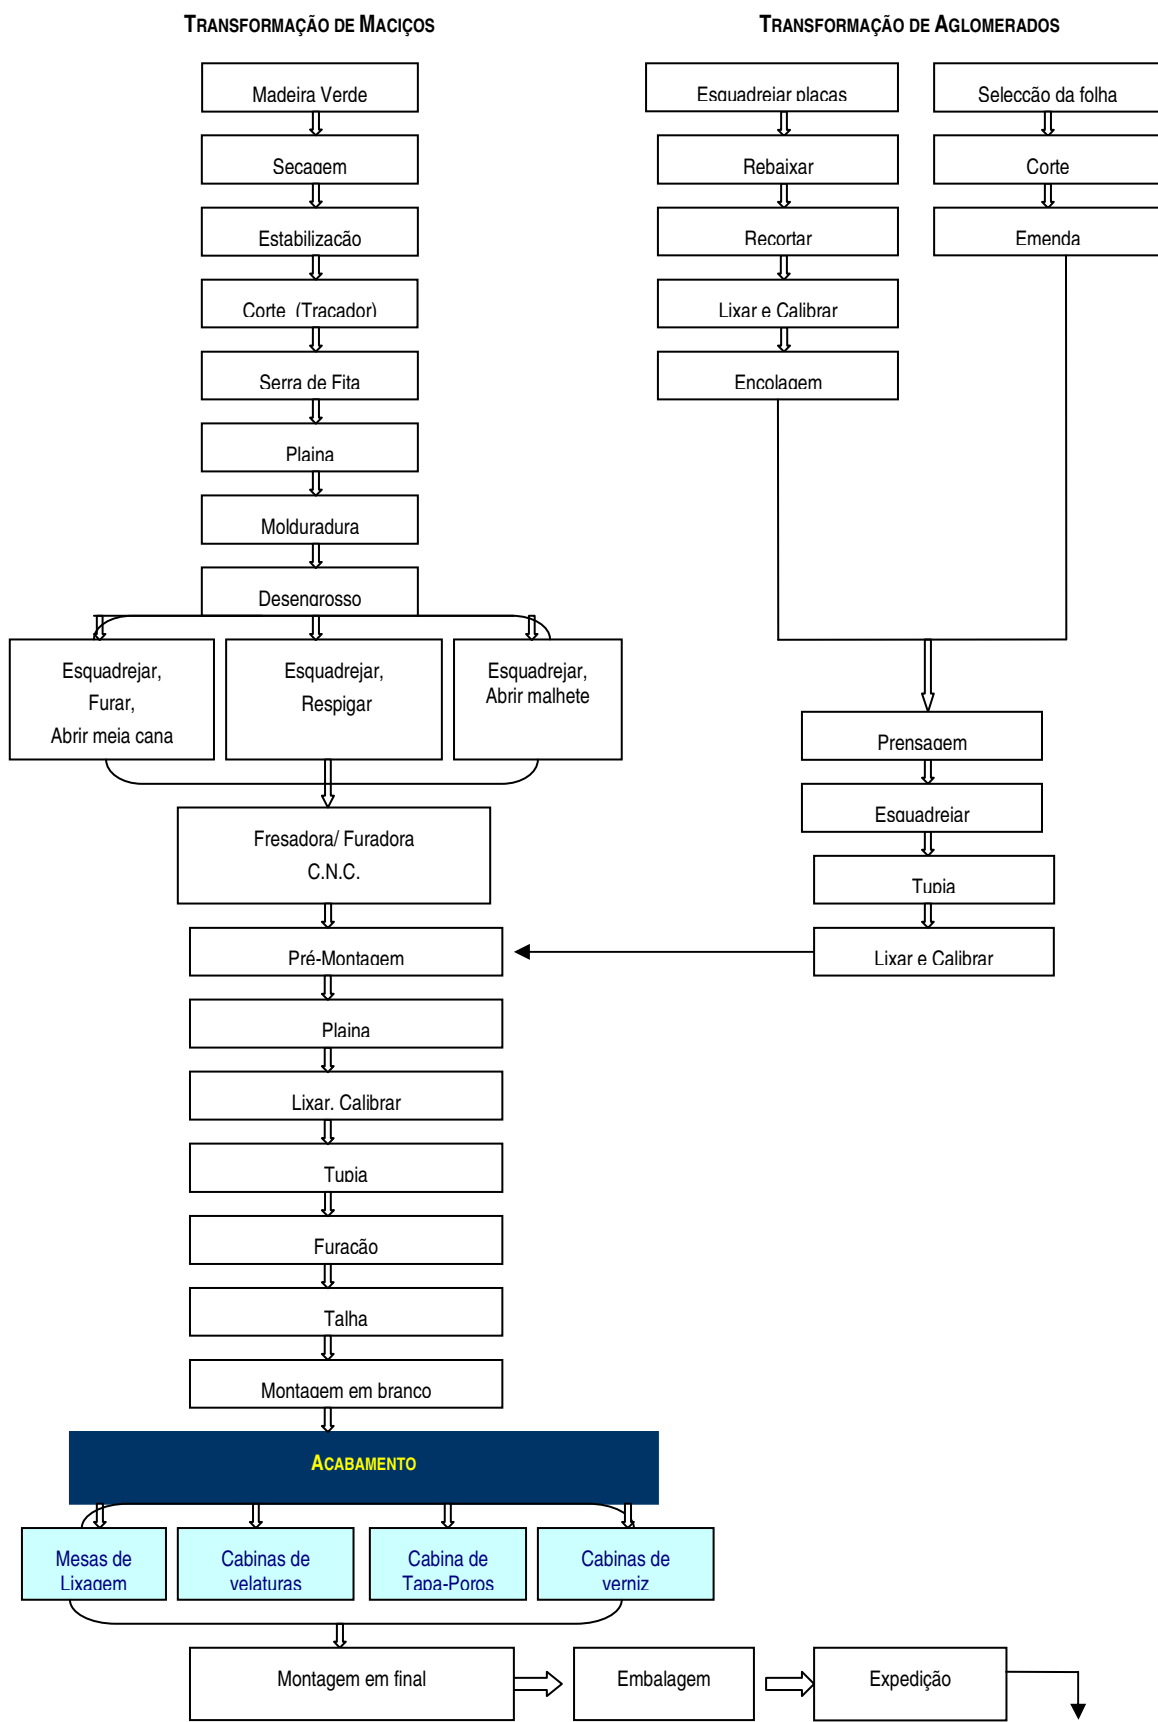 TRANSFORMAÇÃO DE MACIÇOS
TRANSFORMAÇÃO DE AGLOMERADOS
Madeira Verde
Secagem
Estabilização
Corte (Traçador)
Serra de Fita
Plaina
Molduradura
Desengrosso
Esquadrejar,
Furar,
Abrir meia cana
Esquadrejar,
Respigar
Esquadrejar,
Abrir malhete
Fresadora/ Furadora
C.N.C.
Esquadrejar placas
Rebaixar
Recortar
Lixar e Calibrar
Encolagem
Selecção da folha
Corte
Emenda
Prensagem
Esquadrejar
Tupia
Lixar e Calibrar
Pré-Montagem
Plaina
Lixar. Calibrar
Tupia
Furação
Talha
Montagem em branco
ACABAMENTO
Mesas de
Lixagem
Cabinas de
velaturas
Cabina de
Tapa-Poros
Cabinas de
verniz
Montagem em final
Embalagem
Expedição